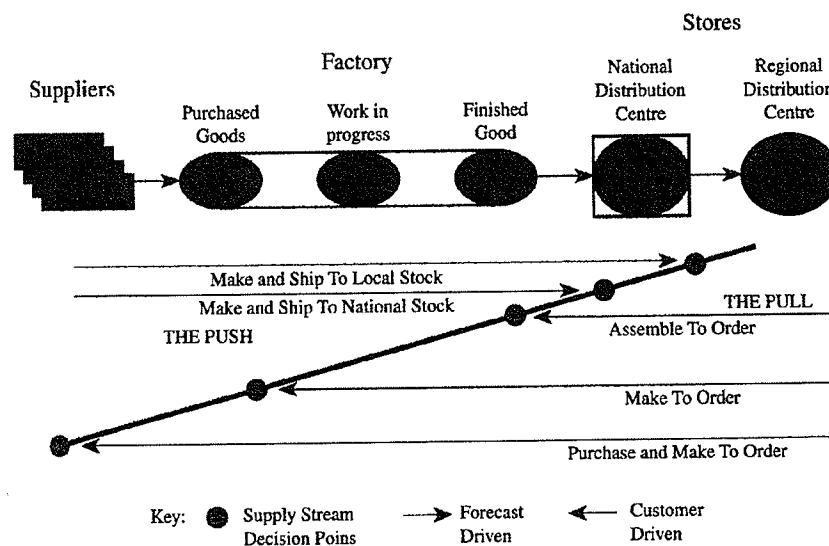 Stores
Factory
Suppliers
National
Distribution
Centre
Regional
Distribution
Centre
Purchased
Goods
Work in
progress
Finished
Good
Make and Ship To Local Stock
Make and Ship To National Stock
THE PULL
THE PUSH
Assemble To Order
Make To Order
Purchase and Make To Order
Key:
Supply Stream
Decision Poins
Forecast
Driven
Customer
Driven